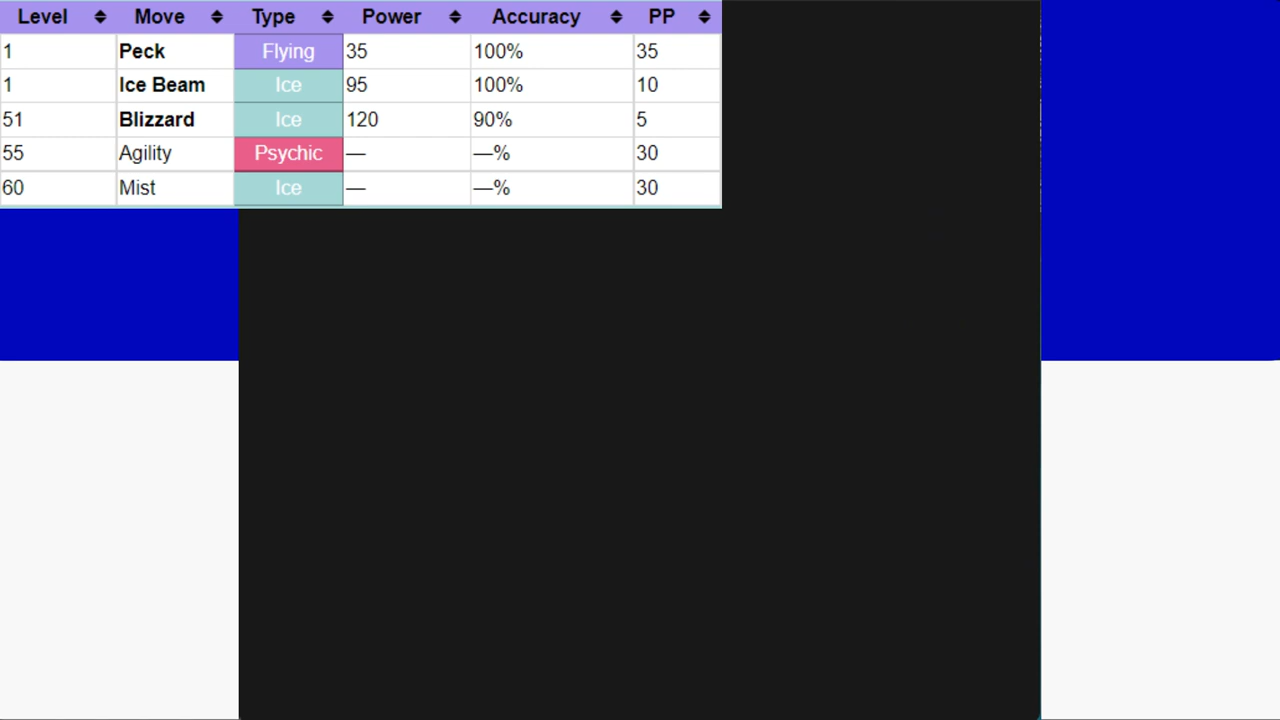 Level Move Type Power Accuracy PP
1 Peck Flying 35 100% 35
1 Ice Beam Ice 95 100% 10
51 Blizzard Ice 120 90% 5
55 Agility Psychic — —% 30
60 Mist Ice — —% 30